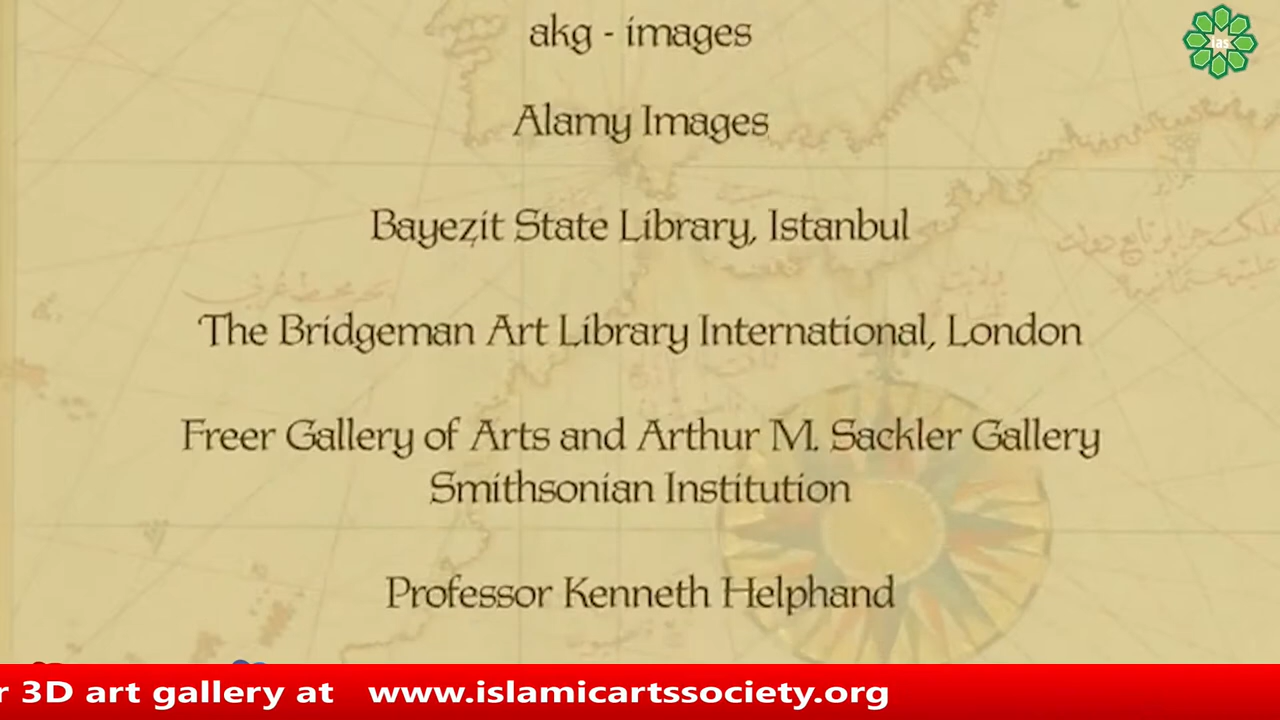 akg - images
ias
Alamy Images
Bayezit State Library, Istanbul
The Bridgeman Art Library International, London
Freer Gallery of Arts and Arthur M. Sackler Gallery
Smithsonian Institution
Professor Kenneth Helphand
r 3D art gallery at www.islamicartssociety.org